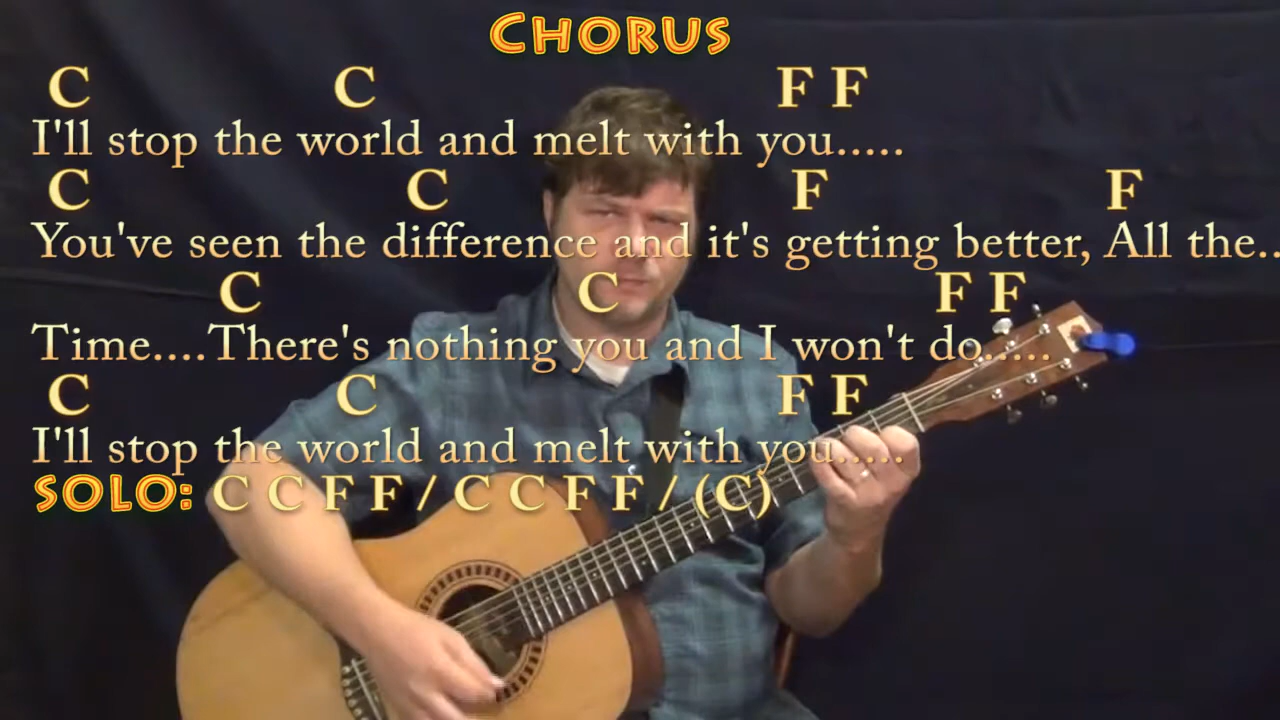 CHORUS
C C F F
I'll stop the world and melt with you.....
C C F F
You've seen the difference and it's getting better, All the..
C C F F
Time....There's nothing you and I won't do.....
C C F F
I'll stop the world and melt with you.....
SOLO: C C F F / C C F F / (C)